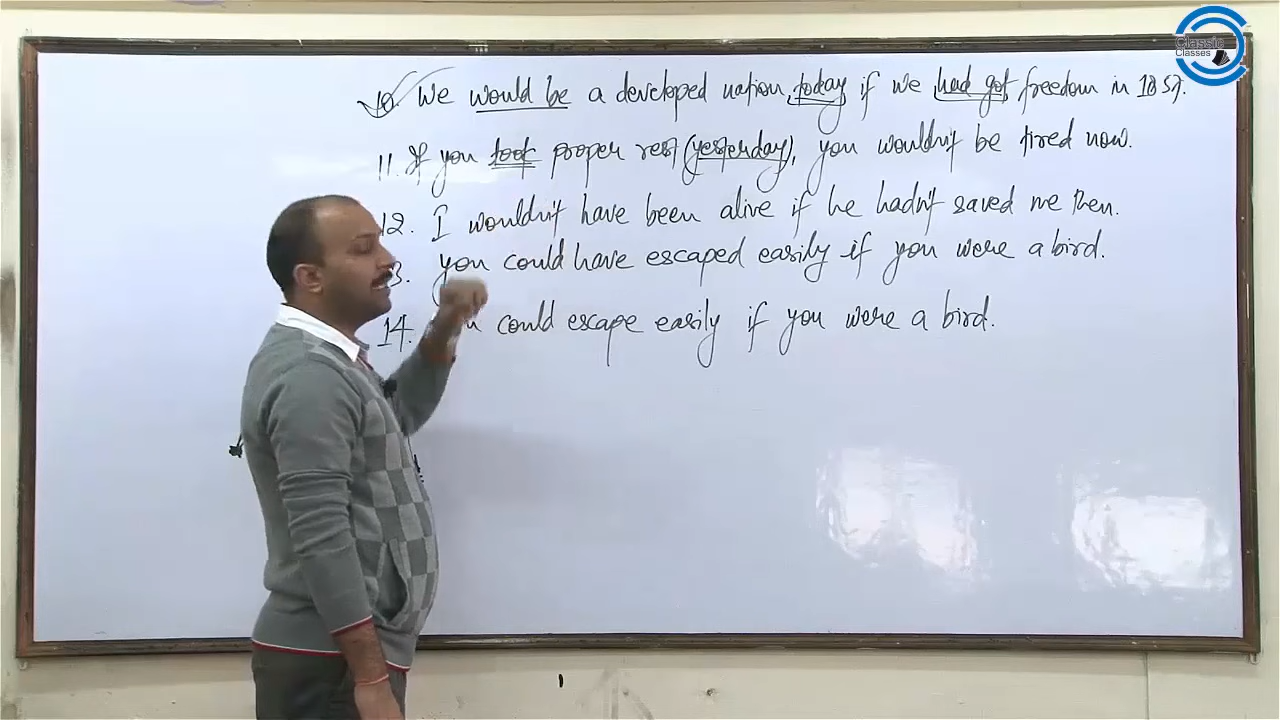 10. We would be a developed nation, today if we had got freedom in 1857.
11. If you took proper rest (yesterday), you wouldn't be tired now.
12. I wouldn't have been alive if he hadn't saved me then.
3. you could have escaped easily if you were a bird.
14. could escape easily if you were a bird.
Classic
Classes